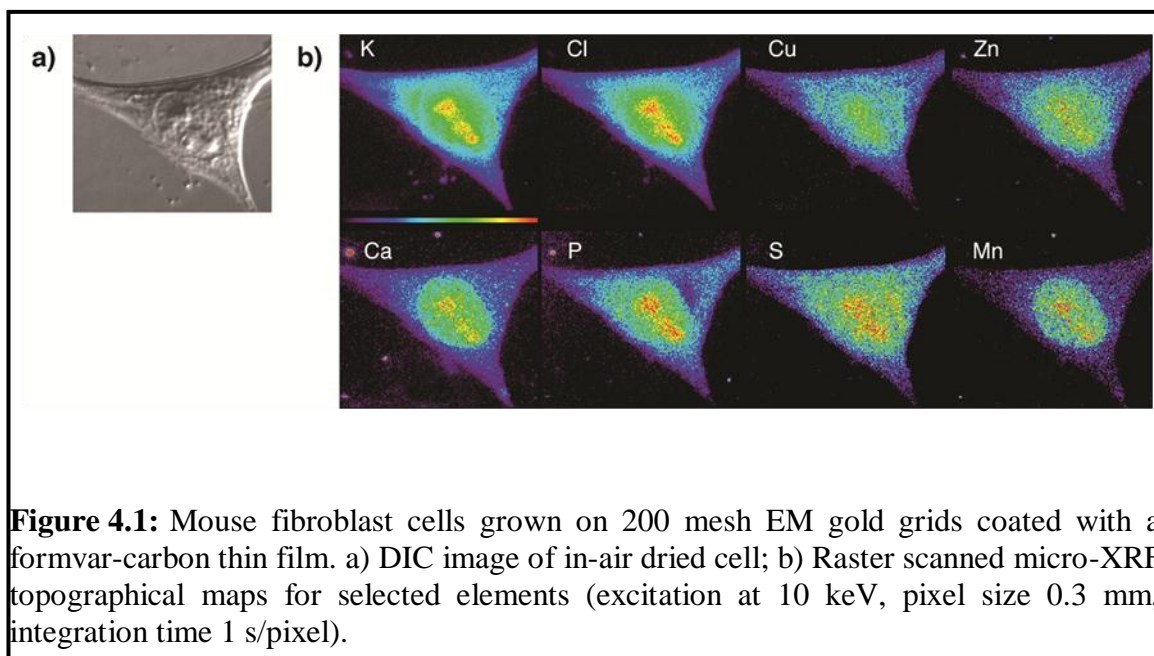 a)
b)
K
Cl
Cu
Zn
Ca
P
S
Mn
Figure 4.1: Mouse fibroblast cells grown on 200 mesh EM gold grids coated with a
formvar-carbon thin film. a) DIC image of in-air dried cell; b) Raster scanned micro-XRF
topographical maps for selected elements (excitation at 10 keV, pixel size 0.3 mm,
integration time 1 s/pixel).